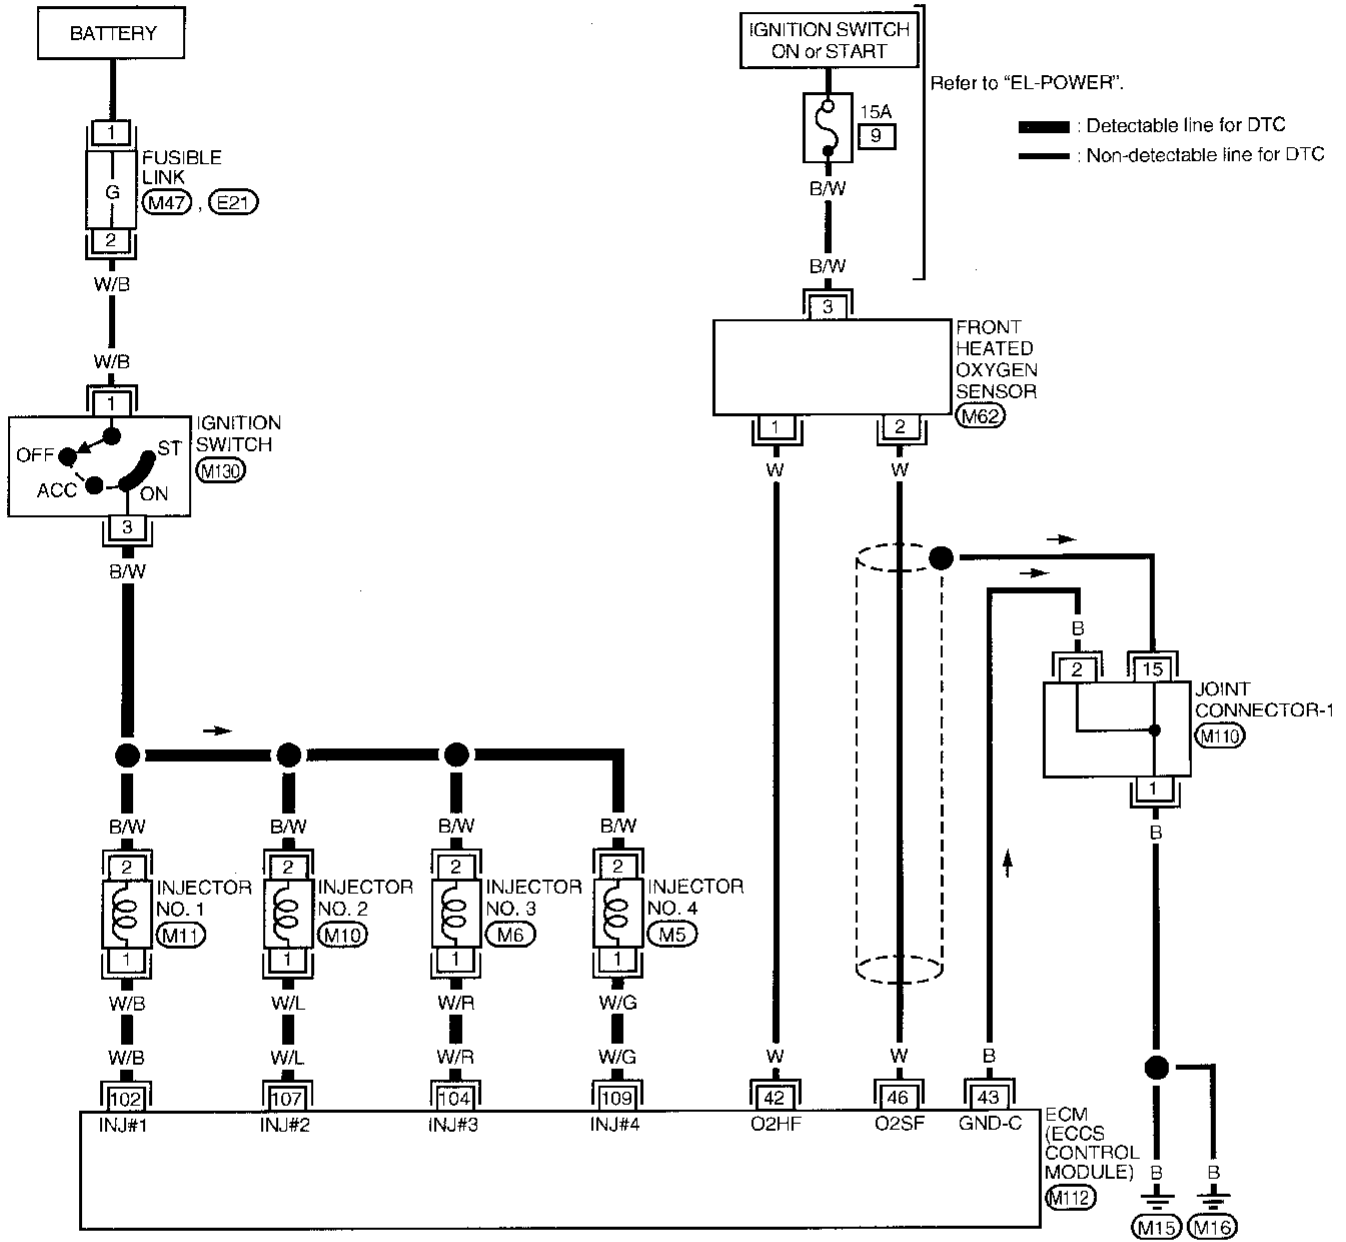 BATTERY
1
FUSIBLE
LINK
G
M47 , E21
2
W/B
W/B
1
IGNITION
SWITCH
M130
OFF
ST
ACC
ON
3
B/W
IGNITION SWITCH
ON or START
Refer to “EL-POWER”.
15A
9
B/W
B/W
: Detectable line for DTC
: Non-detectable line for DTC
3
FRONT
HEATED
OXYGEN
SENSOR
M62
1 2
W W
B
2 15
JOINT
CONNECTOR-1
M110
1
B
B/W B/W B/W B/W
2 2 2 2
INJECTOR
NO. 1
M11
INJECTOR
NO. 2
M10
INJECTOR
NO. 3
M6
INJECTOR
NO. 4
M5
1 1 1 1
W/B W/L W/R W/G
W/B W/L W/R W/G W W B
102 107 104 109 42 46 43
INJ#1 INJ#2 INJ#3 INJ#4 O2HF O2SF GND-C
ECM
(ECCS
CONTROL
MODULE)
M112
B B
M15 M16